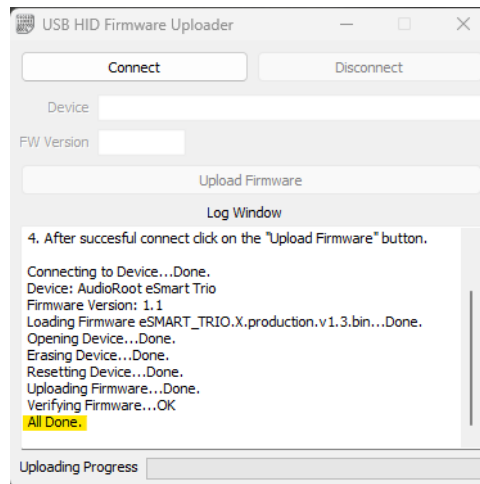 USB HID Firmware Uploader
Connect
Disconnect
Device
FW Version
Upload Firmware
Log Window
4. After succesful connect click on the "Upload Firmware" button.
Connecting to Device...Done.
Device: AudioRoot eSmart Trio
Firmware Version: 1.1
Loading Firmware eSMART_TRIO.X.production.v1.3.bin...Done.
Opening Device...Done.
Erasing Device...Done.
Resetting Device...Done.
Uploading Firmware...Done.
Verifying Firmware...OK
All Done.
Uploading Progress